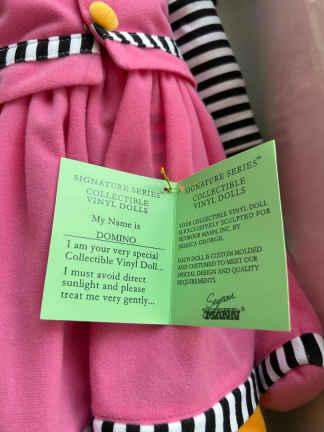 SIGNATURE SERIES
COLLECTIBLE
VINYL DOLLS
My Name is
DOMINO
I am your very special
Collectible Vinyl Doll...
I must avoid direct
sunlight and please
treat me very gently...
SIGNATURE SERIES™
COLLECTIBLE
VINYL DOLLS
YOUR COLLECTIBLE VINYL DOLL
IS EXCLUSIVELY SCULPTED FOR
SEYMOUR MANN, INC. BY
JESSICA GEORGE.
EACH DOLL IS CUSTOM MOLDED
AND COSTUMED TO MEET OUR
SPECIAL DESIGN AND QUALITY
REQUIREMENTS.
Seymour
MANN